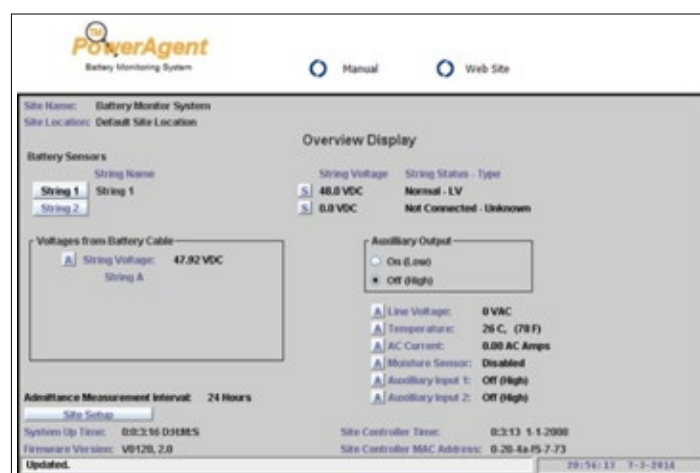 TM
PowerAgent
Battery Monitoring System
Manual
Web Site
Site Name: Battery Monitor System
Site Location: Default Site Location
Overview Display
Battery Sensors
String Name String Voltage String Status - Type
String 1 String 1 S 48.0 VDC Normal - LV
String 2 S 0.0 VDC Not Connected - Unknown
Voltages from Battery Cable
A String Voltage: 47.92 VDC
String A
Auxiliary Output
On (Low)
Off (High)
A Line Voltage: 0 VAC
A Temperature: 26 C, (78 F)
A AC Current: 0.00 AC Amps
A Moisture Sensor: Disabled
A Auxiliary Input 1: Off (High)
A Auxiliary Input 2: Off (High)
Admittance Measurement Interval: 24 Hours
Site Setup
System Up Time: 0:0:3:16 D:H:M:S Site Controller Time: 0:3:13 1-1-2000
Firmware Version: V0120, 2.0 Site Controller MAC Address: 0-20-4a-f5-7-73
Updated. 20:56:13 7-3-2014